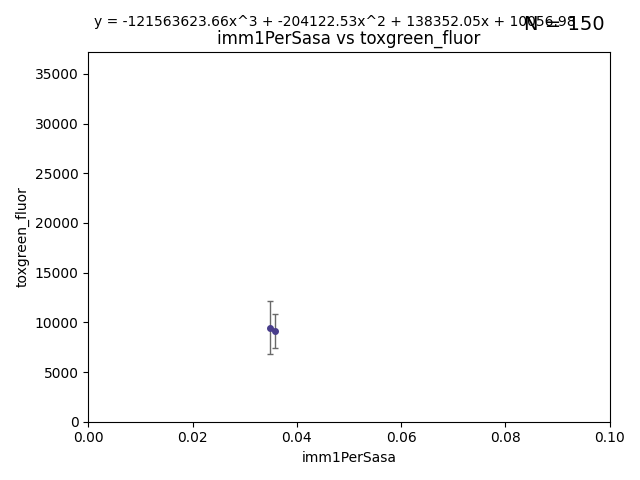 y = -121563623.66x^3 + -204122.53x^2 + 138352.05x + 10056.98
N = 150
imm1PerSasa vs toxgreen_fluor
35000
30000
25000
20000
15000
10000
5000
0
toxgreen_fluor
0.00 0.02 0.04 0.06 0.08 0.10
imm1PerSasa